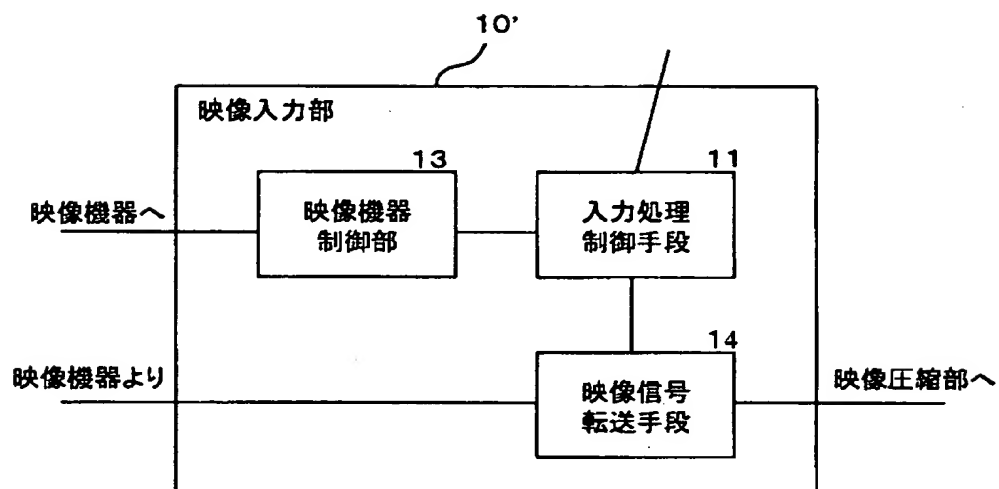 10’
映像入力部
13
11
映像機器へ
映像機器
制御部
入力処理
制御手段
14
映像機器より
映像信号
転送手段
映像圧縮部へ